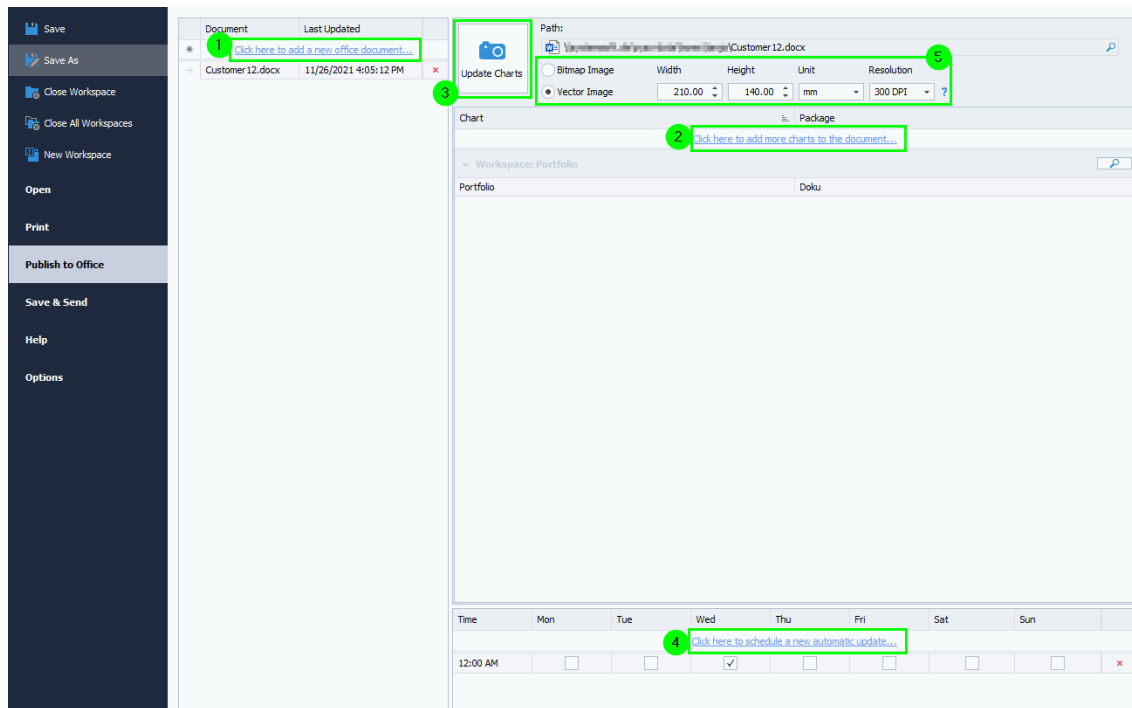 Save
Save As
Close Workspace
Close All Workspaces
New Workspace
Open
Print
Publish to Office
Save & Send
Help
Options
Document Last Updated
1 Click here to add a new office document...
Customer12.docx 11/26/2021 4:05:12 PM
3 Update Charts
Path:
\Customer12.docx
5
Bitmap Image Width Height Unit Resolution
Vector Image 210.00 140.00 mm 300 DPI ?
Chart Package
2 Click here to add more charts to the document...
Workspace: Portfolio
Portfolio Doku
Time Mon Tue Wed Thu Fri Sat Sun
4 Click here to schedule a new automatic update...
12:00 AM